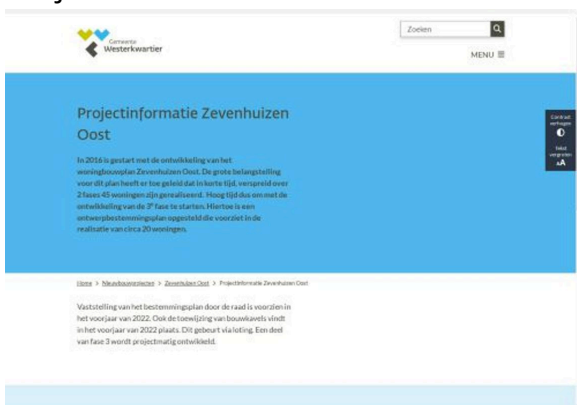 Zoeken
Gemeente
Westerkwartier
MENU
Projectinformatie Zevenhuizen
Oost
Contrast
verhogen
Tekst
vergroten
AA
In 2016 is gestart met de ontwikkeling van het
woningbouwplan Zevenhuizen Oost. De grote belangstelling
voor dit plan heeft er toe geleid dat in korte tijd, verspreid over
2 fases 45 woningen zijn gerealiseerd. Hoog tijd dus om met de
ontwikkeling van de 3e fase te starten. Hiertoe is een
ontwerpbestemmingsplan opgesteld die voorziet in de
realisatie van circa 20 woningen.
Home > Nieuwbouwprojecten > Zevenhuizen Oost > Projectinformatie Zevenhuizen Oost
Vaststelling van het bestemmingsplan door de raad is voorzien in
het voorjaar van 2022. Ook de toewijzing van bouwkavels vindt
in het voorjaar van 2022 plaats. Dit gebeurt via loting. Een deel
van fase 3 wordt projectmatig ontwikkeld.